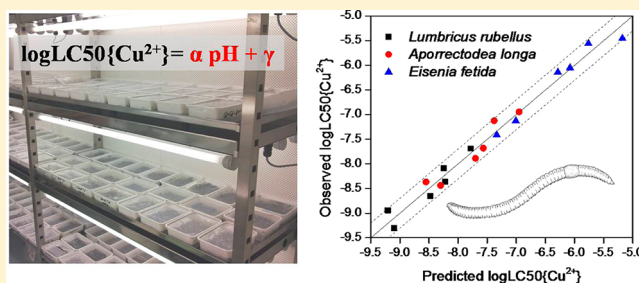 logLC50{Cu²⁺}= α pH + γ
Observed logLC50{Cu²⁺}
-5.0
-5.5
-6.0
-6.5
-7.0
-7.5
-8.0
-8.5
-9.0
-9.5
Lumbricus rubellus
Aporrectodea longa
Eisenia fetida
-9.5 -9.0 -8.5 -8.0 -7.5 -7.0 -6.5 -6.0 -5.5 -5.0
Predicted logLC50{Cu²⁺}